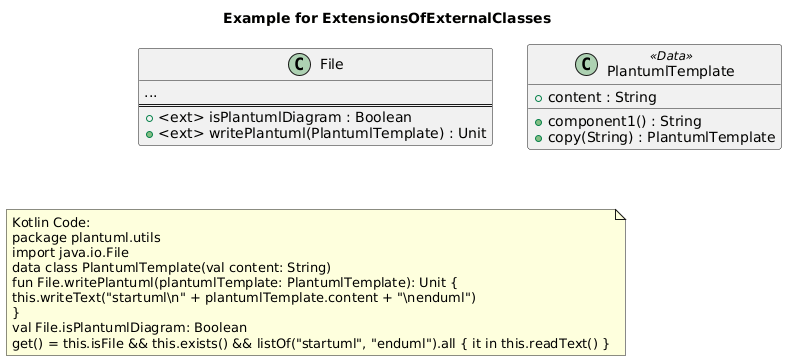 Example for ExtensionsOfExternalClasses
C File
...
<ext> isPlantumlDiagram : Boolean
<ext> writePlantuml(PlantumlTemplate) : Unit
«Data»
C PlantumlTemplate
content : String
component1() : String
copy(String) : PlantumlTemplate
Kotlin Code:
package plantuml.utils
import java.io.File
data class PlantumlTemplate(val content: String)
fun File.writePlantuml(plantumlTemplate: PlantumlTemplate): Unit {
this.writeText("startuml\n" + plantumlTemplate.content + "\nenduml")
}
val File.isPlantumlDiagram: Boolean
get() = this.isFile && this.exists() && listOf("startuml", "enduml").all { it in this.readText() }